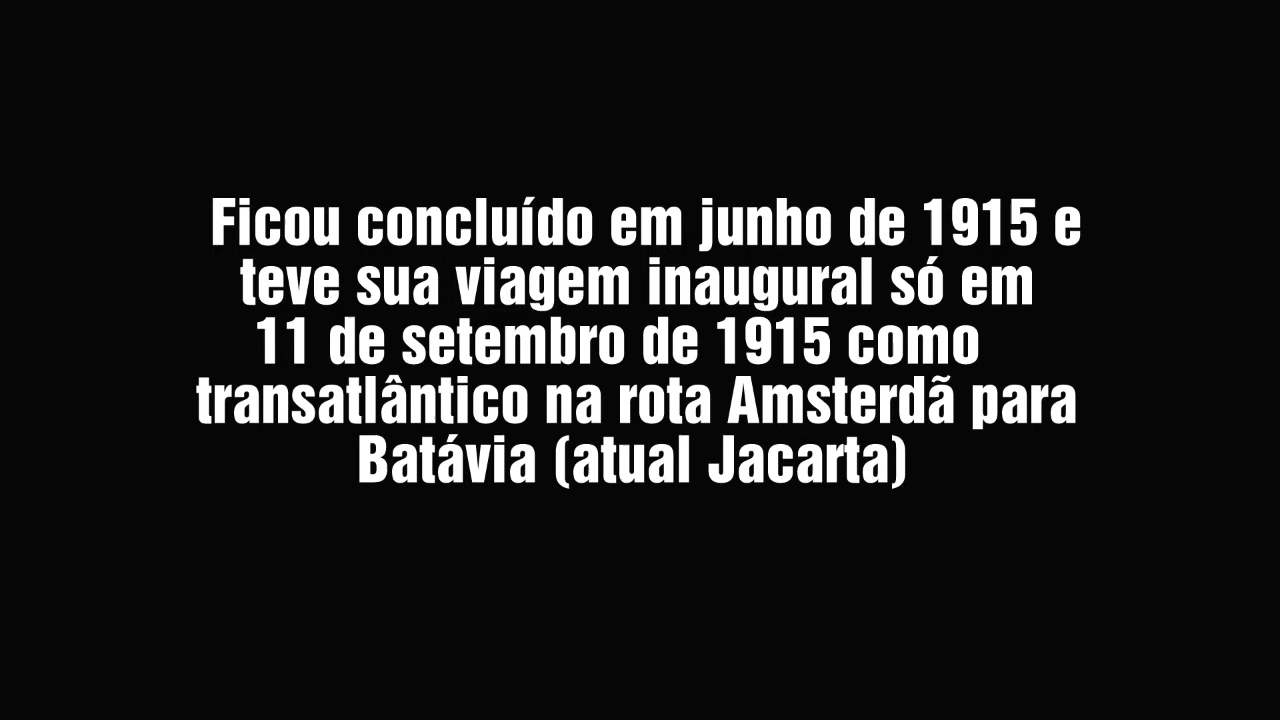 Ficou concluído em junho de 1915 e
teve sua viagem inaugural só em
11 de setembro de 1915 como
transatlântico na rota Amsterdã para
Batávia (atual Jacarta)